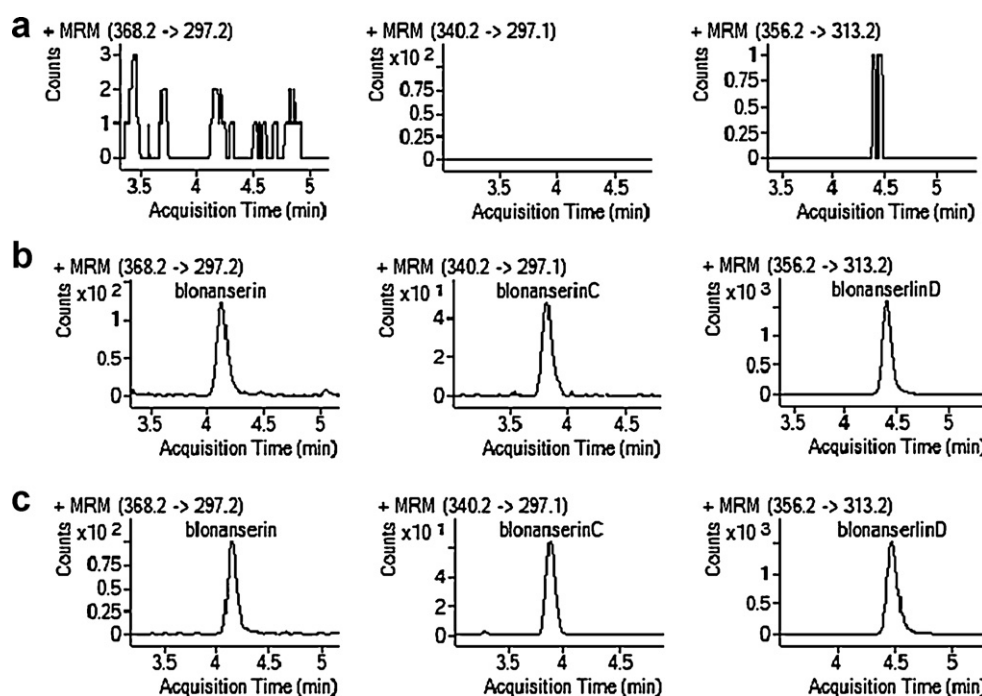 a
+ MRM (368.2 -> 297.2)
Counts
3
2
1
0
3.5 4 4.5 5
Acquisition Time (min)
+ MRM (340.2 -> 297.1)
Counts
x10 2
0.75
0.5
0.25
0
3.5 4 4.5
Acquisition Time (min)
+ MRM (356.2 -> 313.2)
Counts
1
0.75
0.5
0.25
0
3.5 4 4.5 5
Acquisition Time (min)
b
+ MRM (368.2 -> 297.2)
Counts
x10 2
blonanserin
1
0.5
0
3.5 4 4.5 5
Acquisition Time (min)
+ MRM (340.2 -> 297.1)
Counts
x10 1
blonanserinC
4
2
0
3.5 4 4.5
Acquisition Time (min)
+ MRM (356.2 -> 313.2)
Counts
x10 3
blonanserlinD
1
0.5
0
3.5 4 4.5 5
Acquisition Time (min)
c
+ MRM (368.2 -> 297.2)
Counts
x10 2
blonanserin
0.75
0.5
0.25
0
3.5 4 4.5 5
Acquisition Time (min)
+ MRM (340.2 -> 297.1)
Counts
x10 1
blonanserinC
4
2
0
3.5 4 4.5
Acquisition Time (min)
+ MRM (356.2 -> 313.2)
Counts
x10 3
blonanserlinD
1
0.5
0
4 4.5 5
Acquisition Time (min)